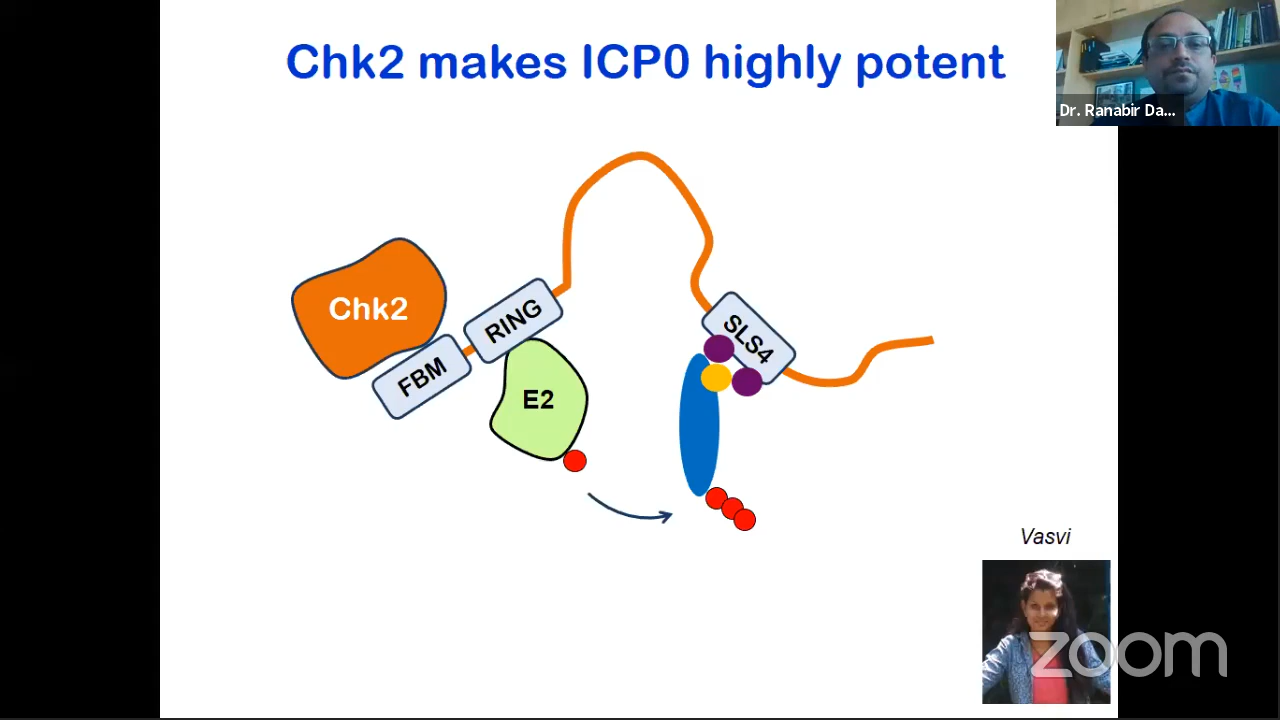 Chk2 makes ICP0 highly potent
Dr. Ranabir Da...
Chk2
FBM
RING
E2
SLS4
Vasvi
zoom